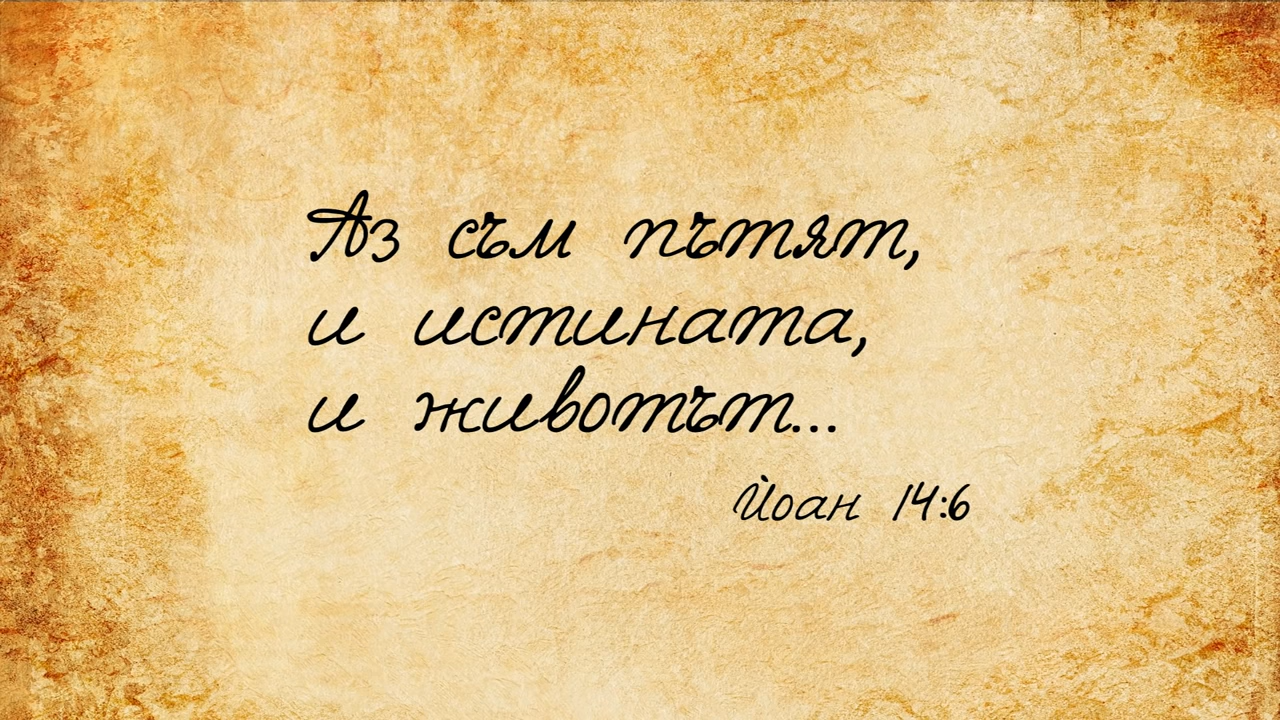 Аз съм пътят,
и истината,
и животът...
Йоан 14:6